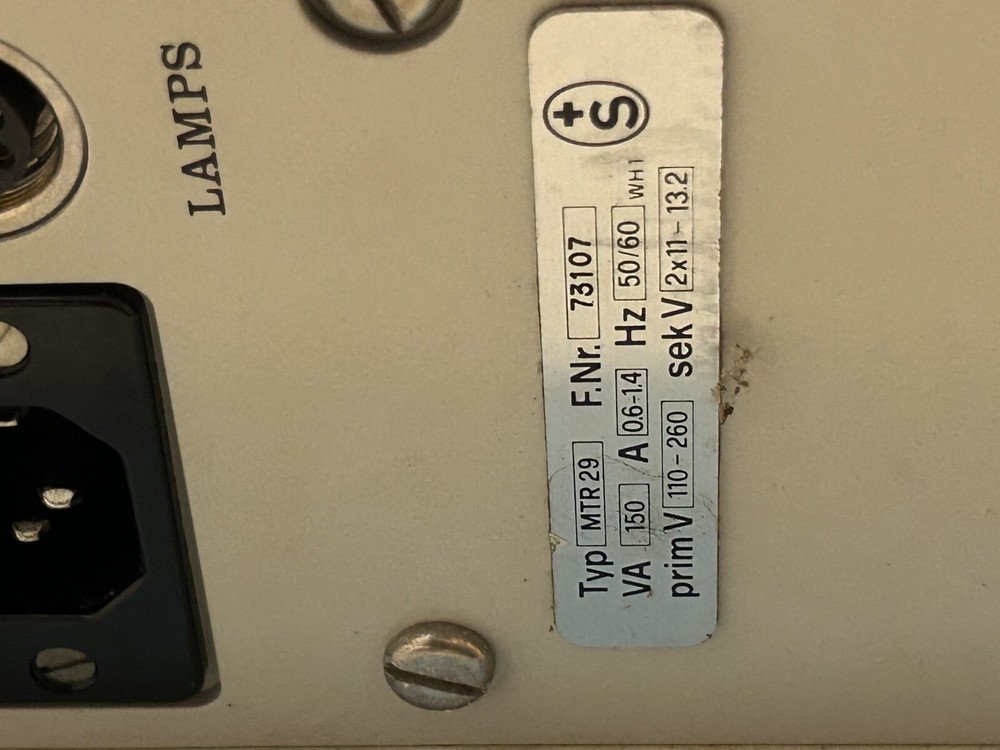 LAMPS
+S
Typ MTR 29 F.Nr. 73107
VA 150 A 0.6÷1.4 Hz 50/60 WH1
prim V 110-260 sek V 2x11-13.2